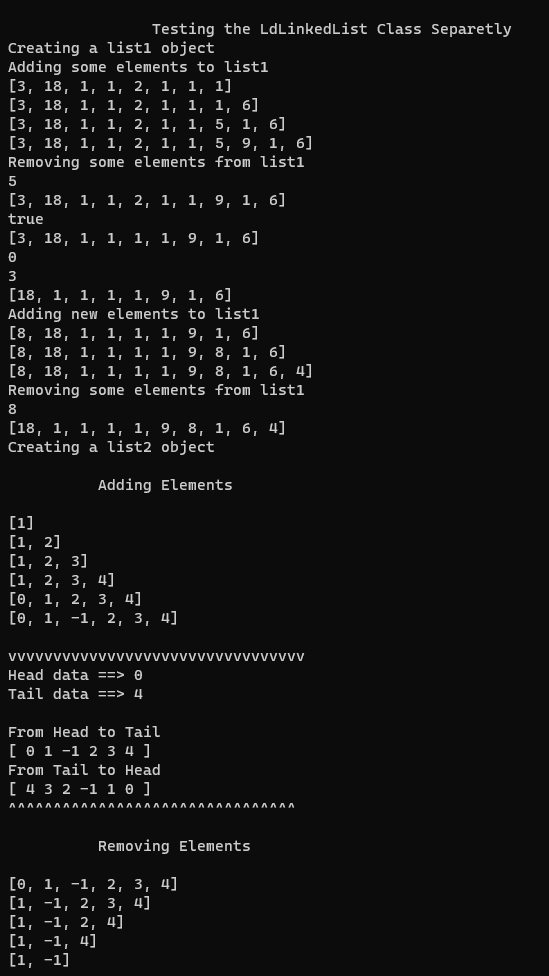 Testing the LdLinkedList Class Separetly
Creating a list1 object
Adding some elements to list1
[3, 18, 1, 1, 2, 1, 1, 1]
[3, 18, 1, 1, 2, 1, 1, 1, 6]
[3, 18, 1, 1, 2, 1, 1, 5, 1, 6]
[3, 18, 1, 1, 2, 1, 1, 5, 9, 1, 6]
Removing some elements from list1
5
[3, 18, 1, 1, 2, 1, 1, 9, 1, 6]
true
[3, 18, 1, 1, 1, 1, 9, 1, 6]
0
3
[18, 1, 1, 1, 1, 9, 1, 6]
Adding new elements to list1
[8, 18, 1, 1, 1, 1, 9, 1, 6]
[8, 18, 1, 1, 1, 1, 9, 8, 1, 6]
[8, 18, 1, 1, 1, 1, 9, 8, 1, 6, 4]
Removing some elements from list1
8
[18, 1, 1, 1, 1, 9, 8, 1, 6, 4]
Creating a list2 object
Adding Elements
[1]
[1, 2]
[1, 2, 3]
[1, 2, 3, 4]
[0, 1, 2, 3, 4]
[0, 1, -1, 2, 3, 4]
vvvvvvvvvvvvvvvvvvvvvvvvvvvvvvvvv
Head data ==> 0
Tail data ==> 4
From Head to Tail
[ 0 1 -1 2 3 4 ]
From Tail to Head
[ 4 3 2 -1 1 0 ]
^^^^^^^^^^^^^^^^^^^^^^^^^^^^^^^^
Removing Elements
[0, 1, -1, 2, 3, 4]
[1, -1, 2, 3, 4]
[1, -1, 2, 4]
[1, -1, 4]
[1, -1]